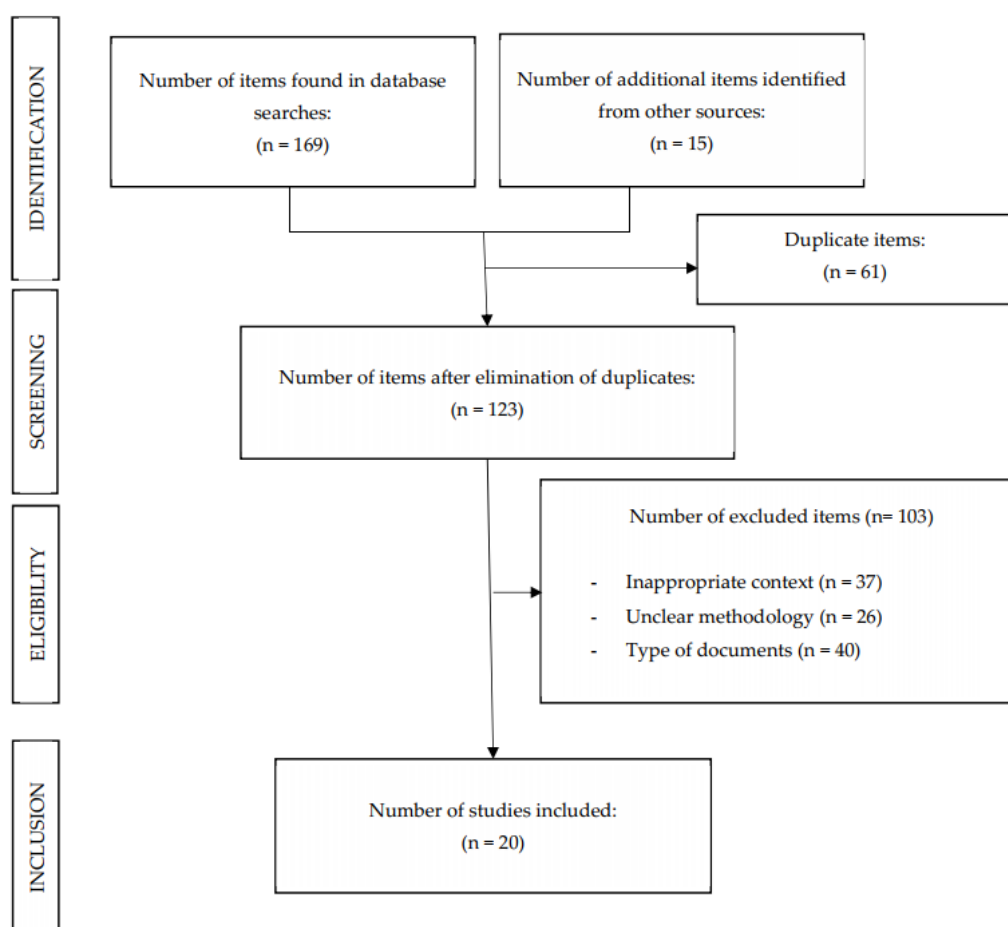 IDENTIFICATION
Number of items found in database
searches:
(n = 169)
Number of additional items identified
from other sources:
(n = 15)
Duplicate items:
(n = 61)
SCREENING
Number of items after elimination of duplicates:
(n = 123)
ELIGIBILITY
Number of excluded items (n= 103)
- Inappropriate context (n = 37)
- Unclear methodology (n = 26)
- Type of documents (n = 40)
INCLUSION
Number of studies included:
(n = 20)